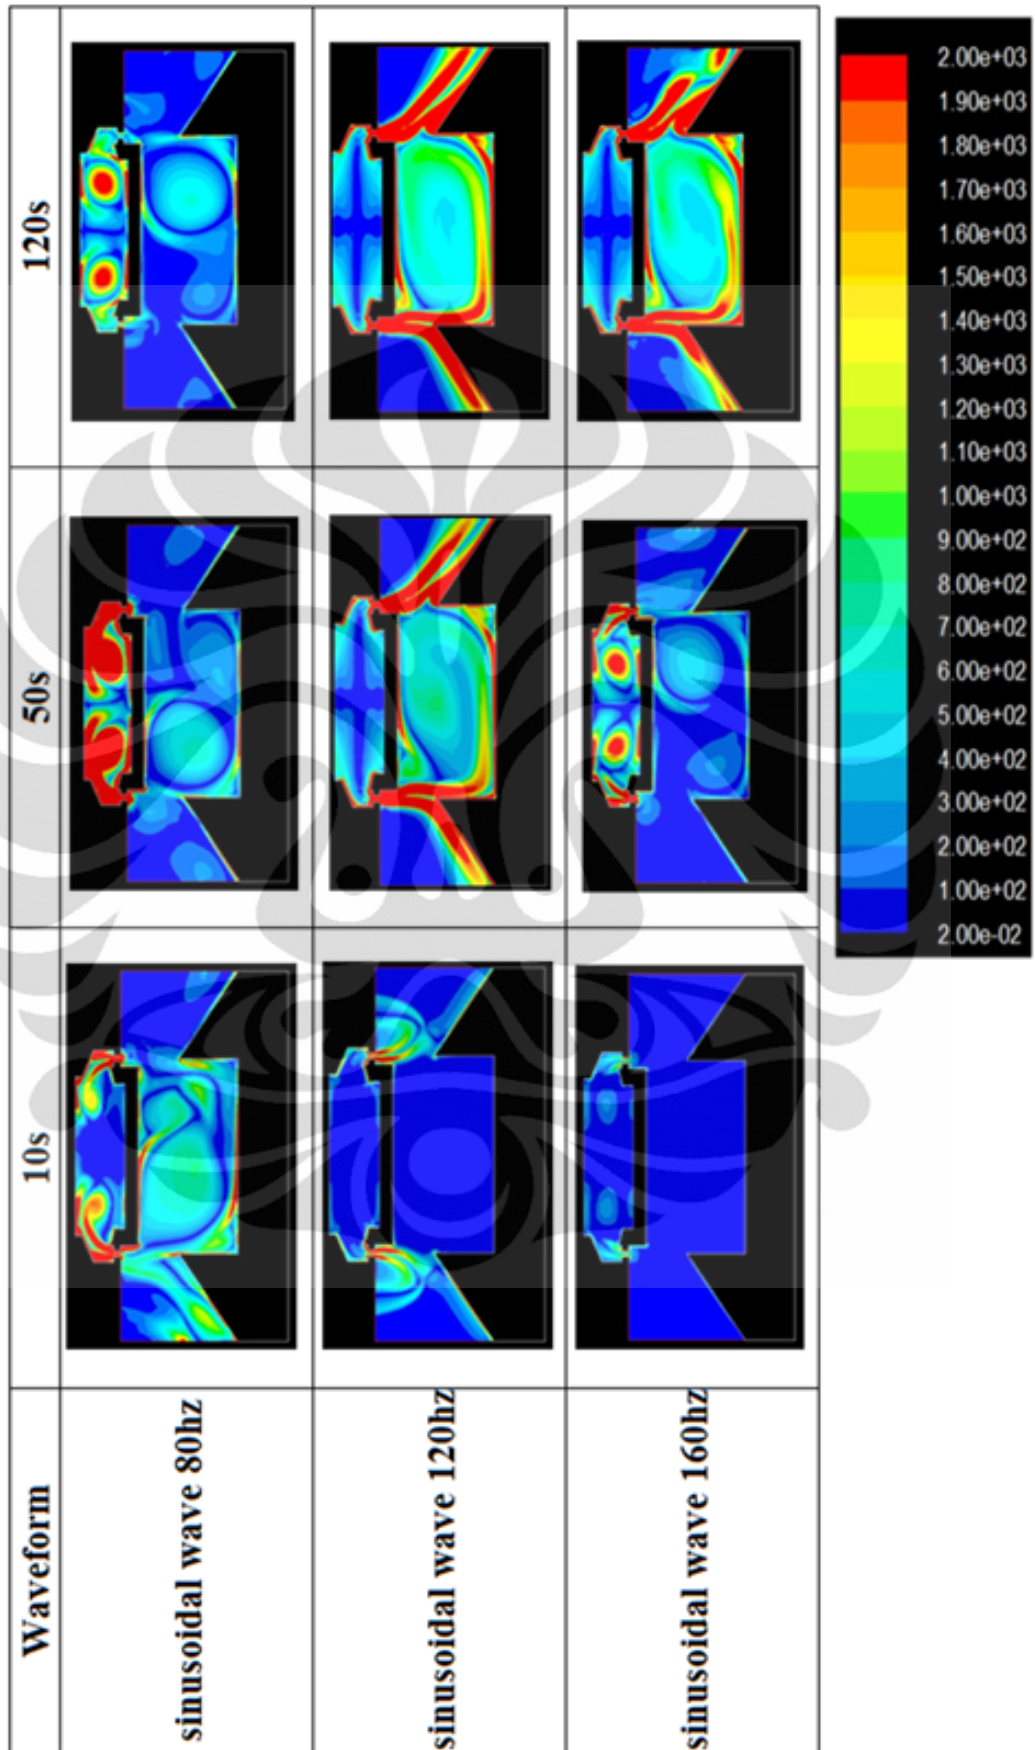 Waveform 10s 50s 120s
sinusoidal wave 80hz
sinusoidal wave 120hz
sinusoidal wave 160hz
2.00e+03
1.90e+03
1.80e+03
1.70e+03
1.60e+03
1.50e+03
1.40e+03
1.30e+03
1.20e+03
1.10e+03
1.00e+03
9.00e+02
8.00e+02
7.00e+02
6.00e+02
5.00e+02
4.00e+02
3.00e+02
2.00e+02
1.00e+02
2.00e-02